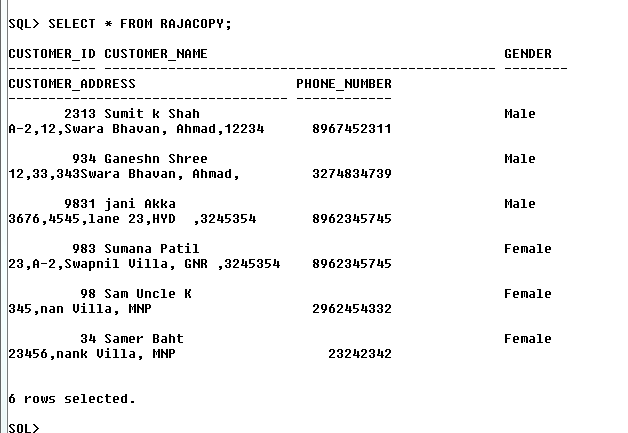 SQL> SELECT * FROM RAJACOPY;
CUSTOMER_ID CUSTOMER_NAME GENDER
----------- ------------------------------------------------- --------
CUSTOMER_ADDRESS PHONE_NUMBER
----------------------------------- ------------
2313 Sumit k Shah Male
A-2,12,Swara Bhavan, Ahmad,12234 8967452311
934 Ganeshn Shree Male
12,33,343Swara Bhavan, Ahmad, 3274834739
9831 jani Akka Male
3676,4545,lane 23,HYD ,3245354 8962345745
983 Sumana Patil Female
23,A-2,Swapnil Villa, GNR ,3245354 8962345745
98 Sam Uncle K Female
345,nan Villa, MNP 2962454332
34 Samer Baht Female
23456,nank Villa, MNP 23242342
6 rows selected.
SQL>